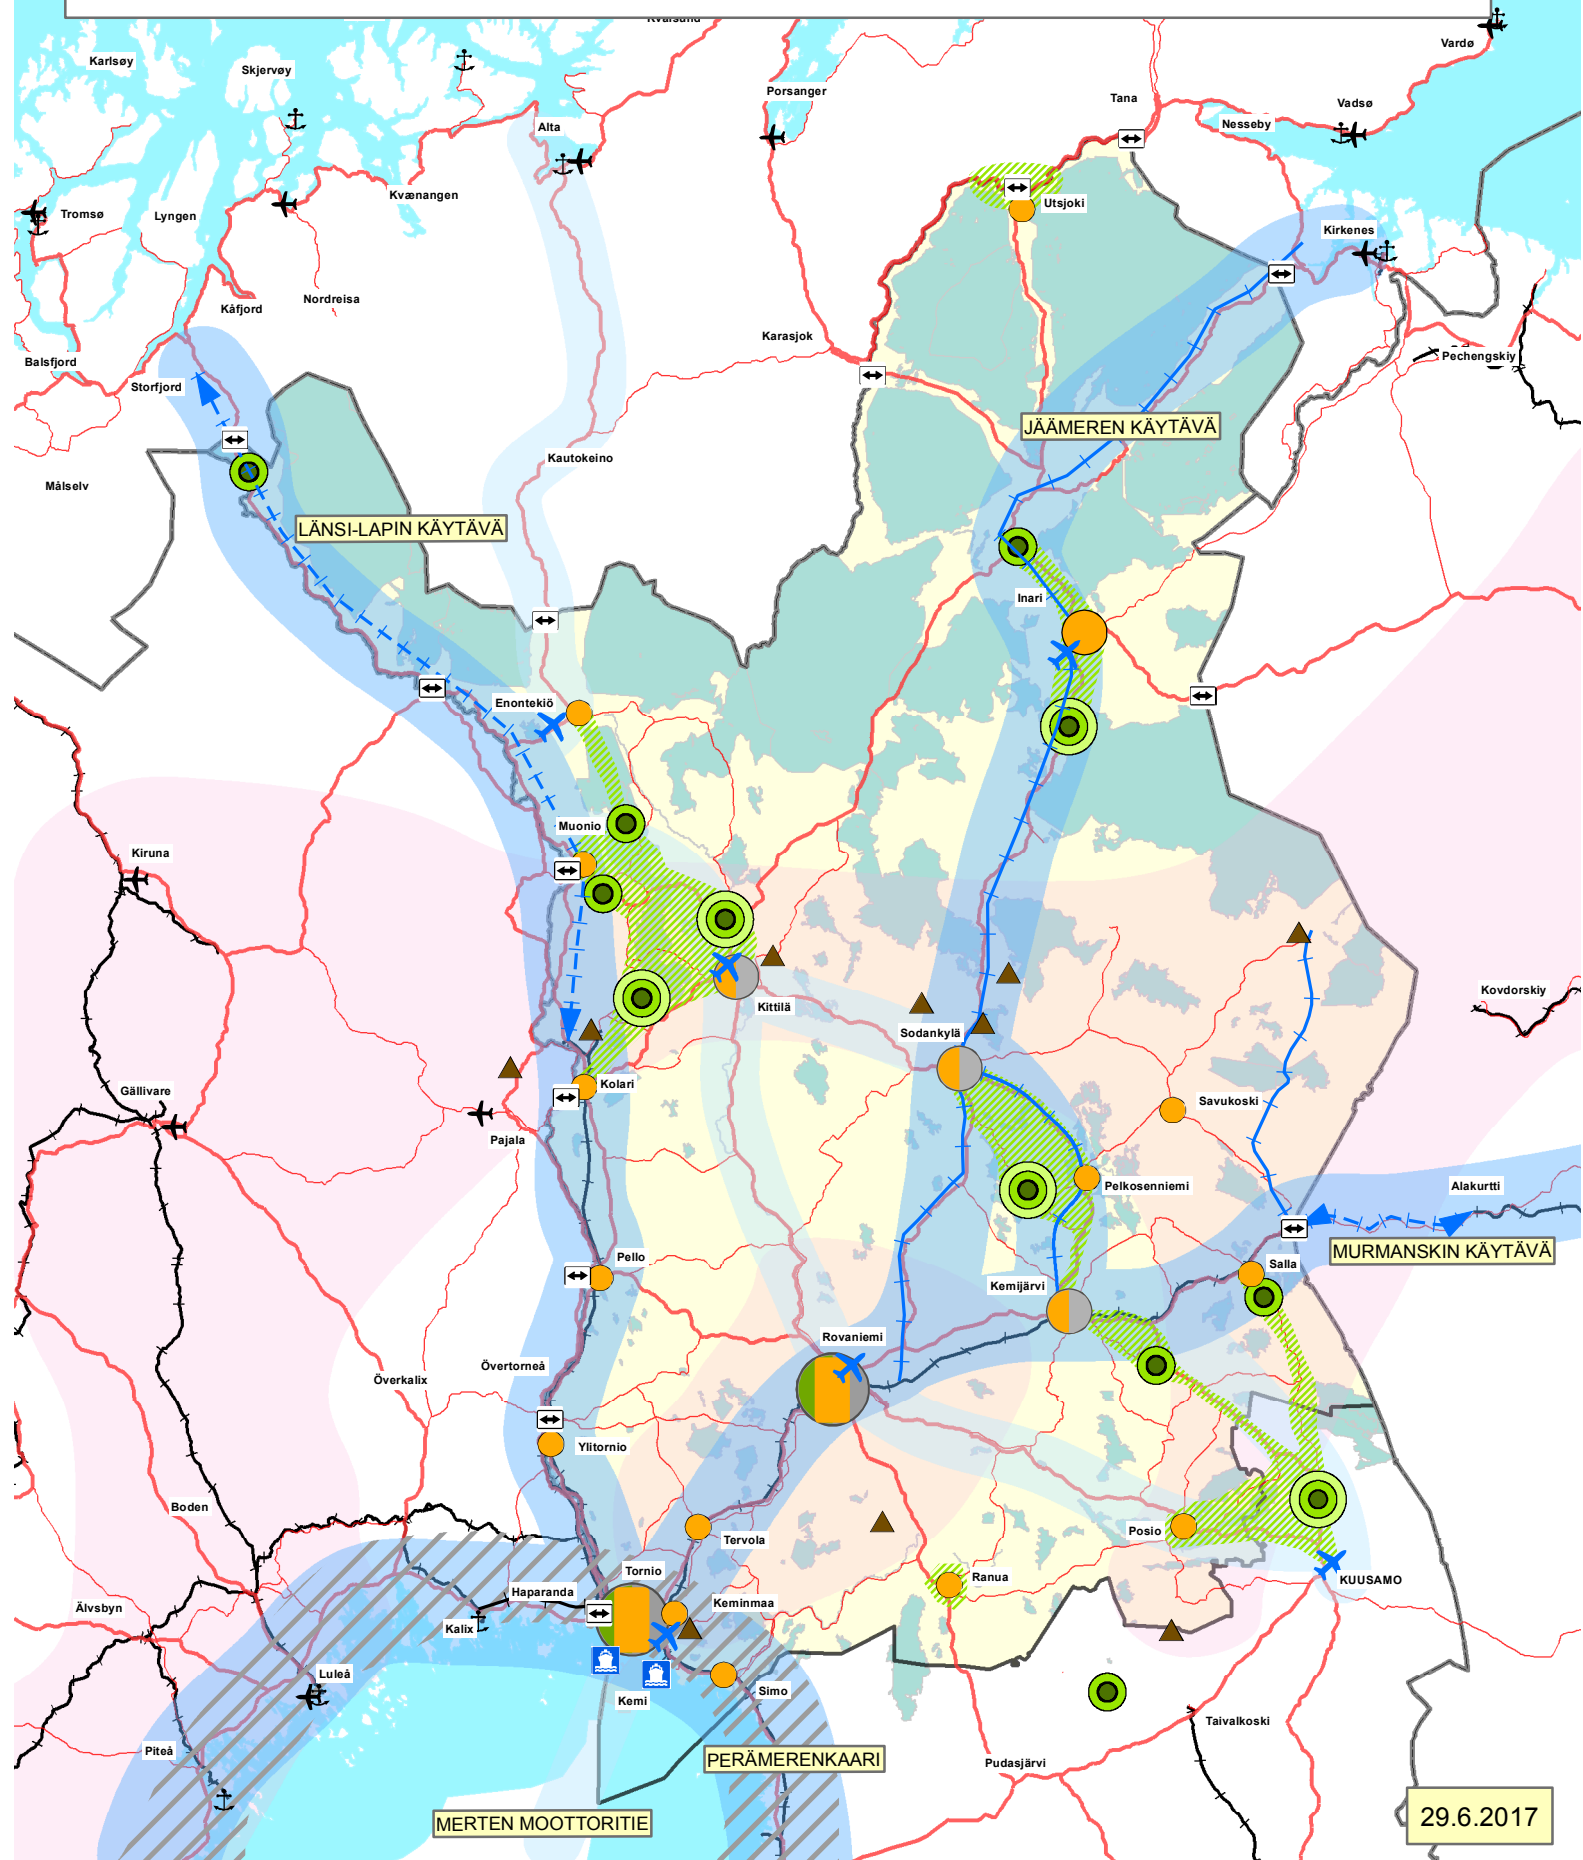 Kvalsund
Karlsøy
Skjervøy
Vardø
Porsanger
Tana
Vadsø
Nesseby
Alta
Kvænangen
Tromsø
Lyngen
Utsjoki
Kirkenes
Kåfjord
Nordreisa
Karasjok
Balsfjord
Storfjord
Pechengskiy
JÄÄMEREN KÄYTÄVÄ
Kautokeino
Målselv
LÄNSI-LAPIN KÄYTÄVÄ
Inari
Enontekiö
Muonio
Kiruna
Kovdorskiy
Kittilä
Sodankylä
Kolari
Gällivare
Savukoski
Pajala
Pelkosenniemi
Alakurtti
MURMANSKIN KÄYTÄVÄ
Pello
Salla
Kemijärvi
Rovaniemi
Övertorneå
Överkalix
Ylitornio
Boden
Tervola
Posio
Tornio
Ranua
KUUSAMO
Haparanda
Keminmaa
Älvsbyn
Kalix
Luleå
Simo
Kemi
Taivalkoski
Piteå
PERÄMERENKAARI
Pudasjärvi
MERTEN MOOTTORITIE
29.6.2017